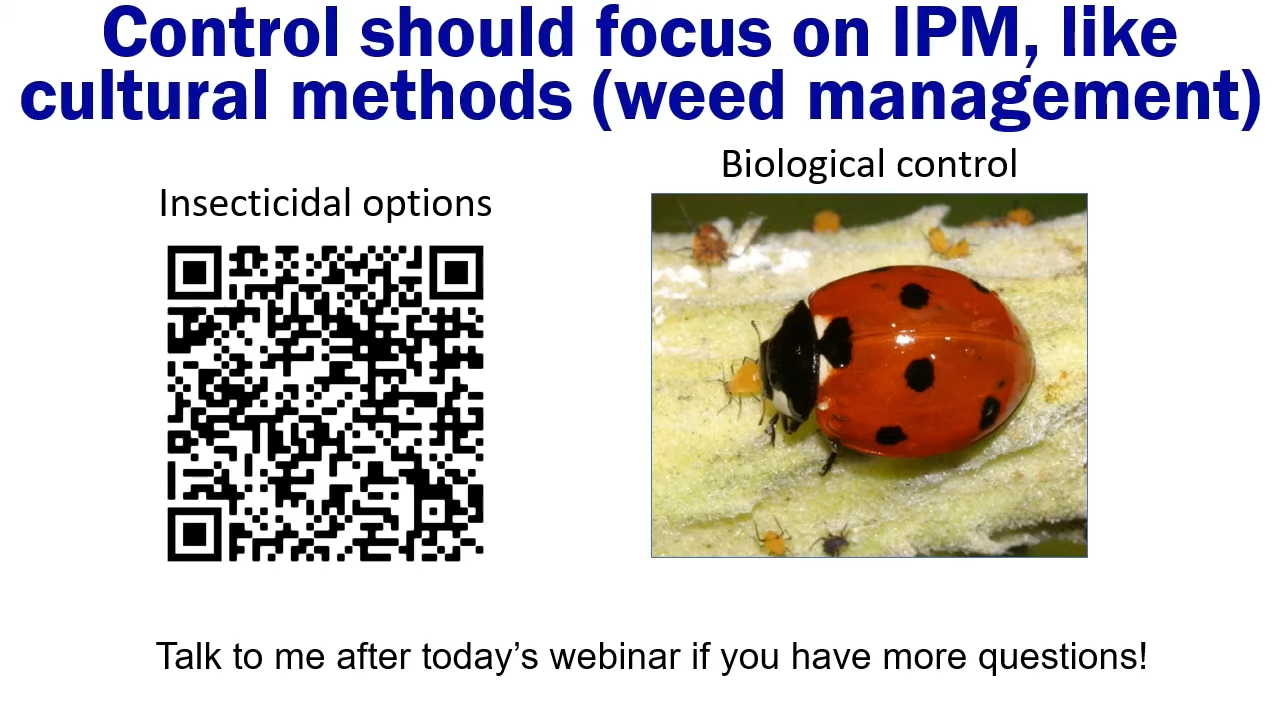 Control should focus on IPM, like
cultural methods (weed management)
Biological control
Insecticidal options
Talk to me after today’s webinar if you have more questions!